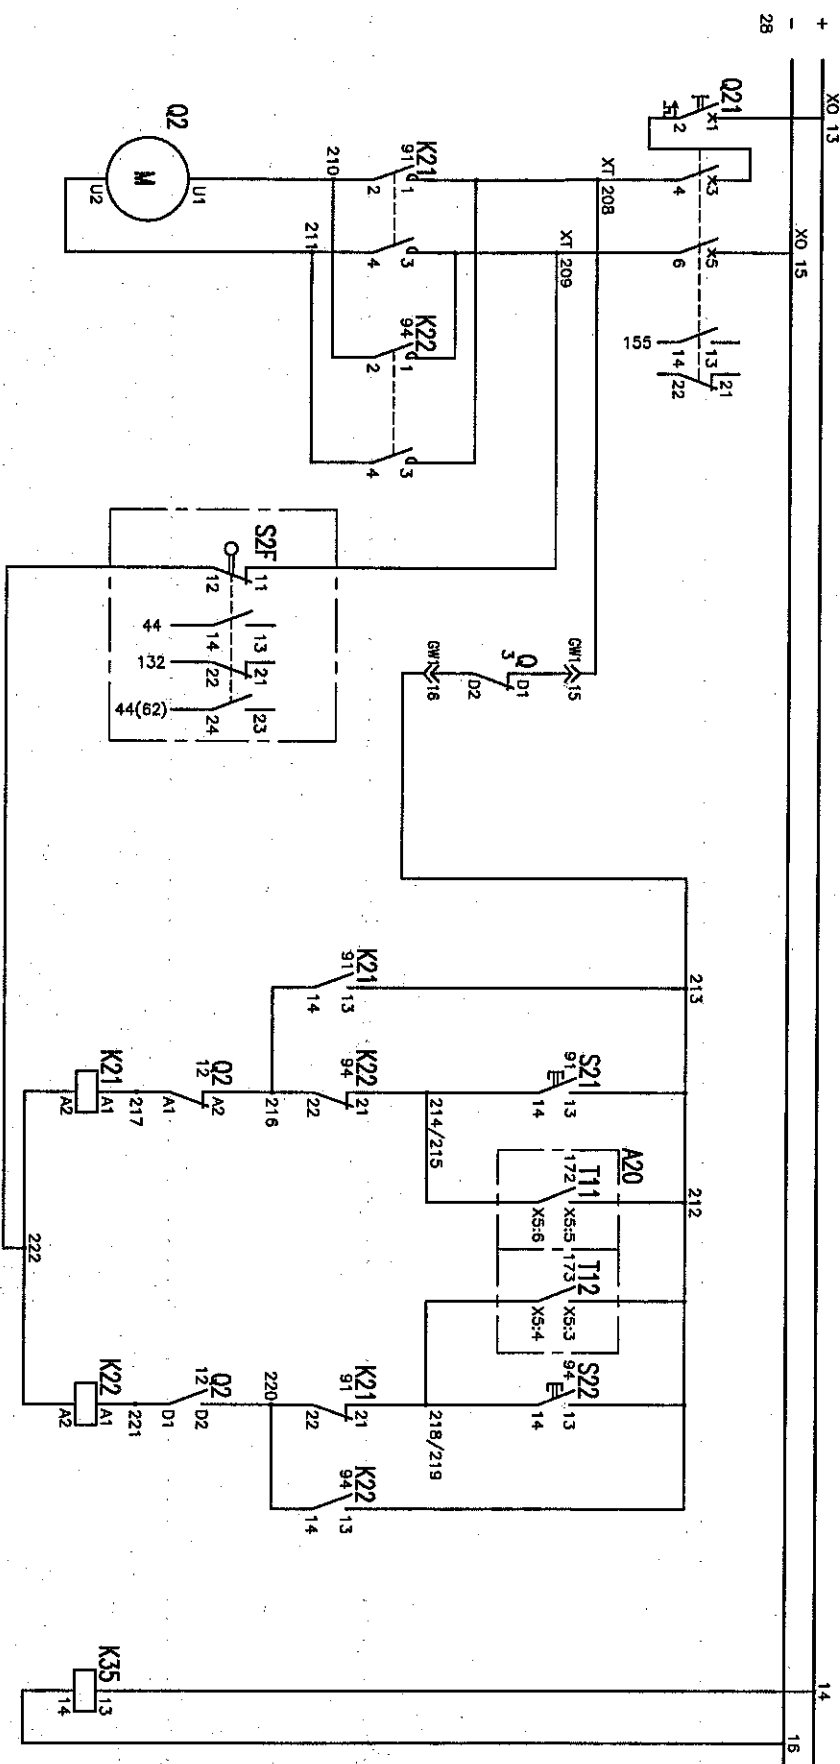 +
XO 13
14
-
28
XO 15
16
Q21
X1
2
X3
4
X5
6
13
14
155
21
22
XT 208
XT 209
K21
91
1
2
3
4
K22
94
1
2
3
4
210
211
Q2
M
U1
U2
S2F
11
12
13
14
44
21
22
132
23
24
44(62)
GW1
15
Q
3
D1
D2
GW1
16
213
212
K21
91
13
14
S21
91
13
14
214/215
K22
94
21
22
216
Q2
12
A2
A1
217
K21
A1
A2
A20
T11
172
X5:5
X5:6
T12
173
X5:3
X5:4
S22
94
13
14
218/219
K21
91
21
22
220
K22
94
13
14
Q2
12
D2
D1
221
K22
A1
A2
222
K35
13
14